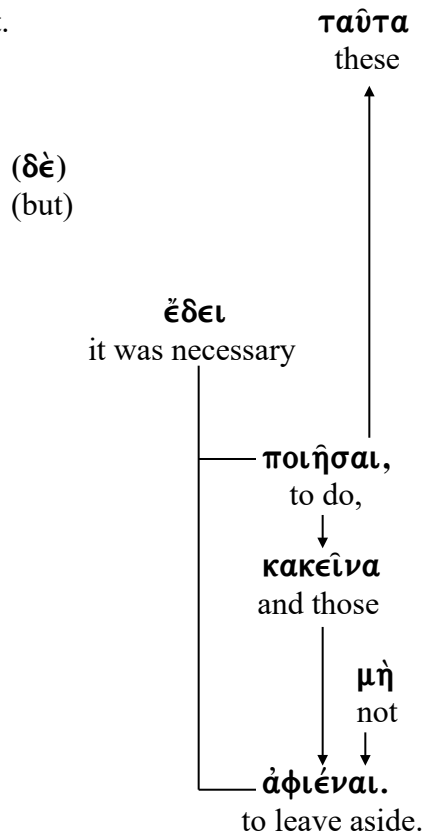 ταῦτα
these
(δὲ)
(but)
ἔδει
it was necessary
ποιῆσαι,
to do,
κακεῖνα
and those
μὴ
not
ἀφιέναι.
to leave aside.